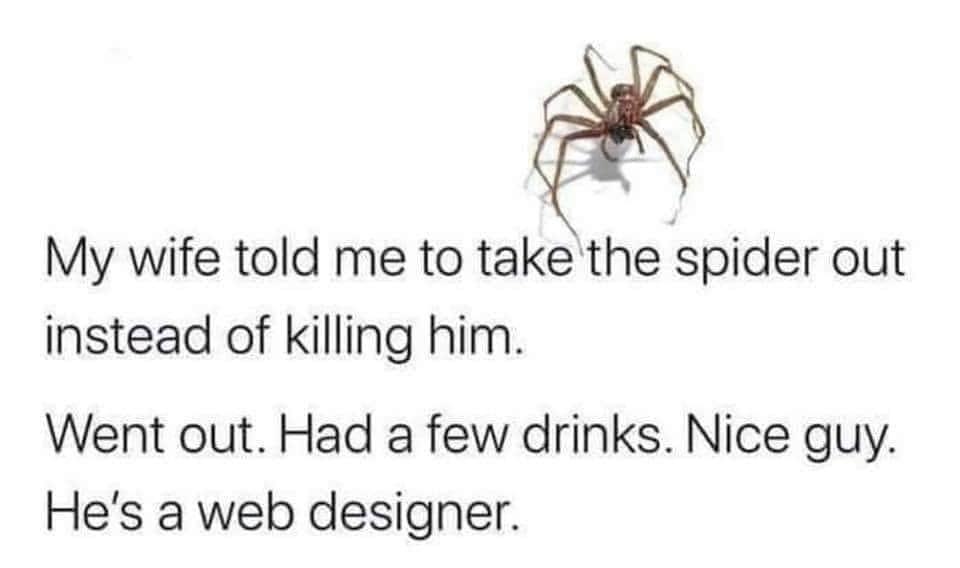 My wife told me to take the spider out
instead of killing him.
Went out. Had a few drinks. Nice guy.
He's a web designer.